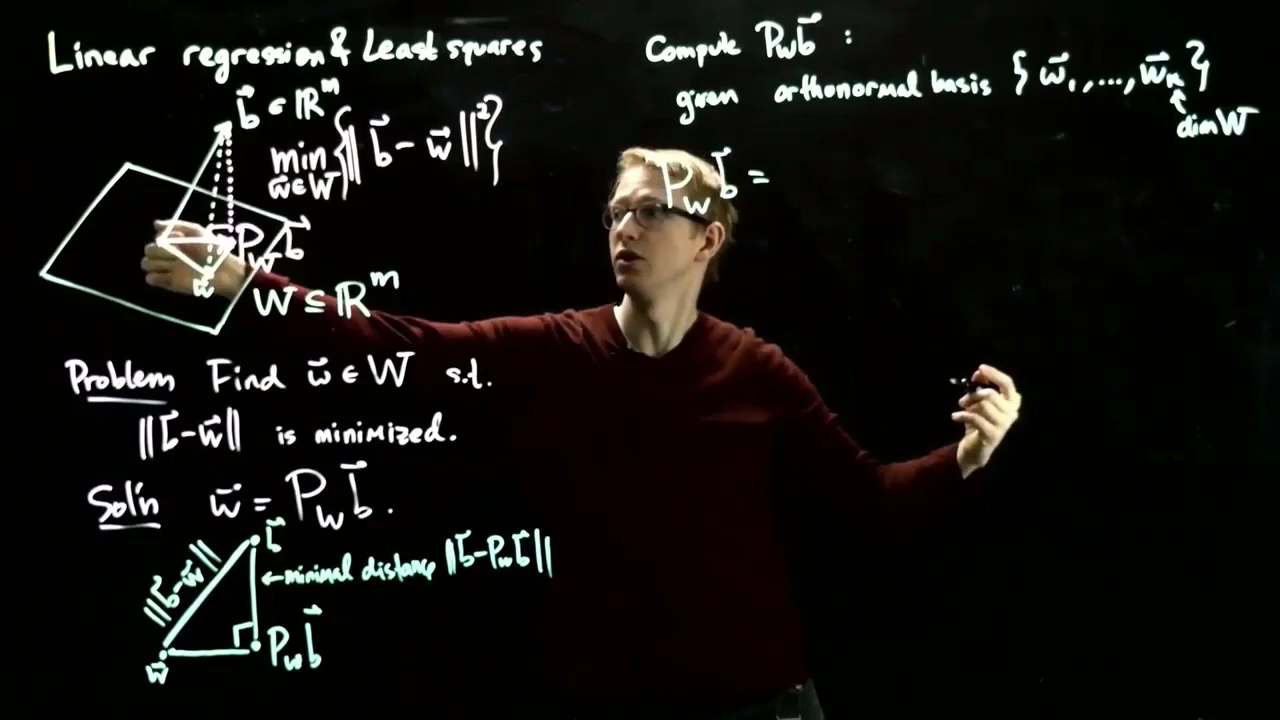 Linear regression & Least squares
b⃗ ∈ ℝᵐ
min {‖b⃗ - w⃗‖²}
w⃗∈W
P_W b⃗
w⃗
W ⊆ ℝᵐ
Problem Find w⃗ ∈ W s.t.
‖b⃗-w⃗‖ is minimized.
Sol'n w⃗ = P_W b⃗.
b⃗
‖b⃗-w⃗‖
←minimal distance ‖b⃗-P_W b⃗‖
P_W b⃗
w⃗
Compute P_W b⃗ :
given orthonormal basis {w⃗₁,...,w⃗ₖ}
↑
dim W
P_W b⃗ =